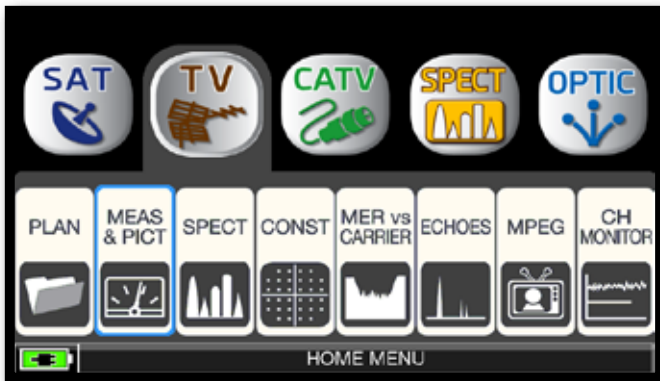 SAT
TV
CATV
SPECT
OPTIC
PLAN
MEAS
& PICT
SPECT
CONST
MER vs
CARRIER
ECHOES
MPEG
CH
MONITOR
HOME MENU